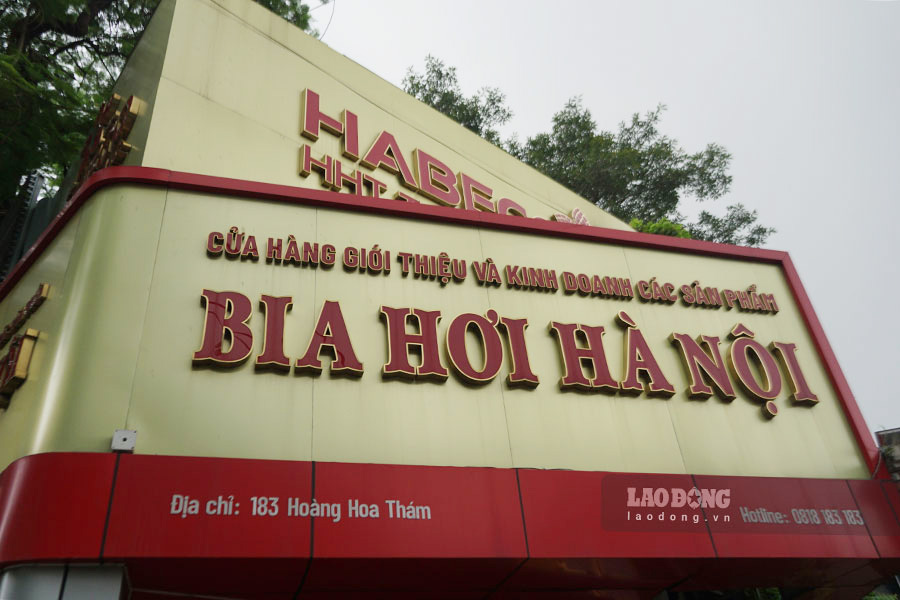 HABECO
CỬA HÀNG GIỚI THIỆU VÀ KINH DOANH CÁC SẢN PHẨM
BIA HƠI HÀ NỘI
Địa chỉ: 183 Hoàng Hoa Thám
LAO ĐỘNG
laodong.vn
Hotline: 0818 183 183